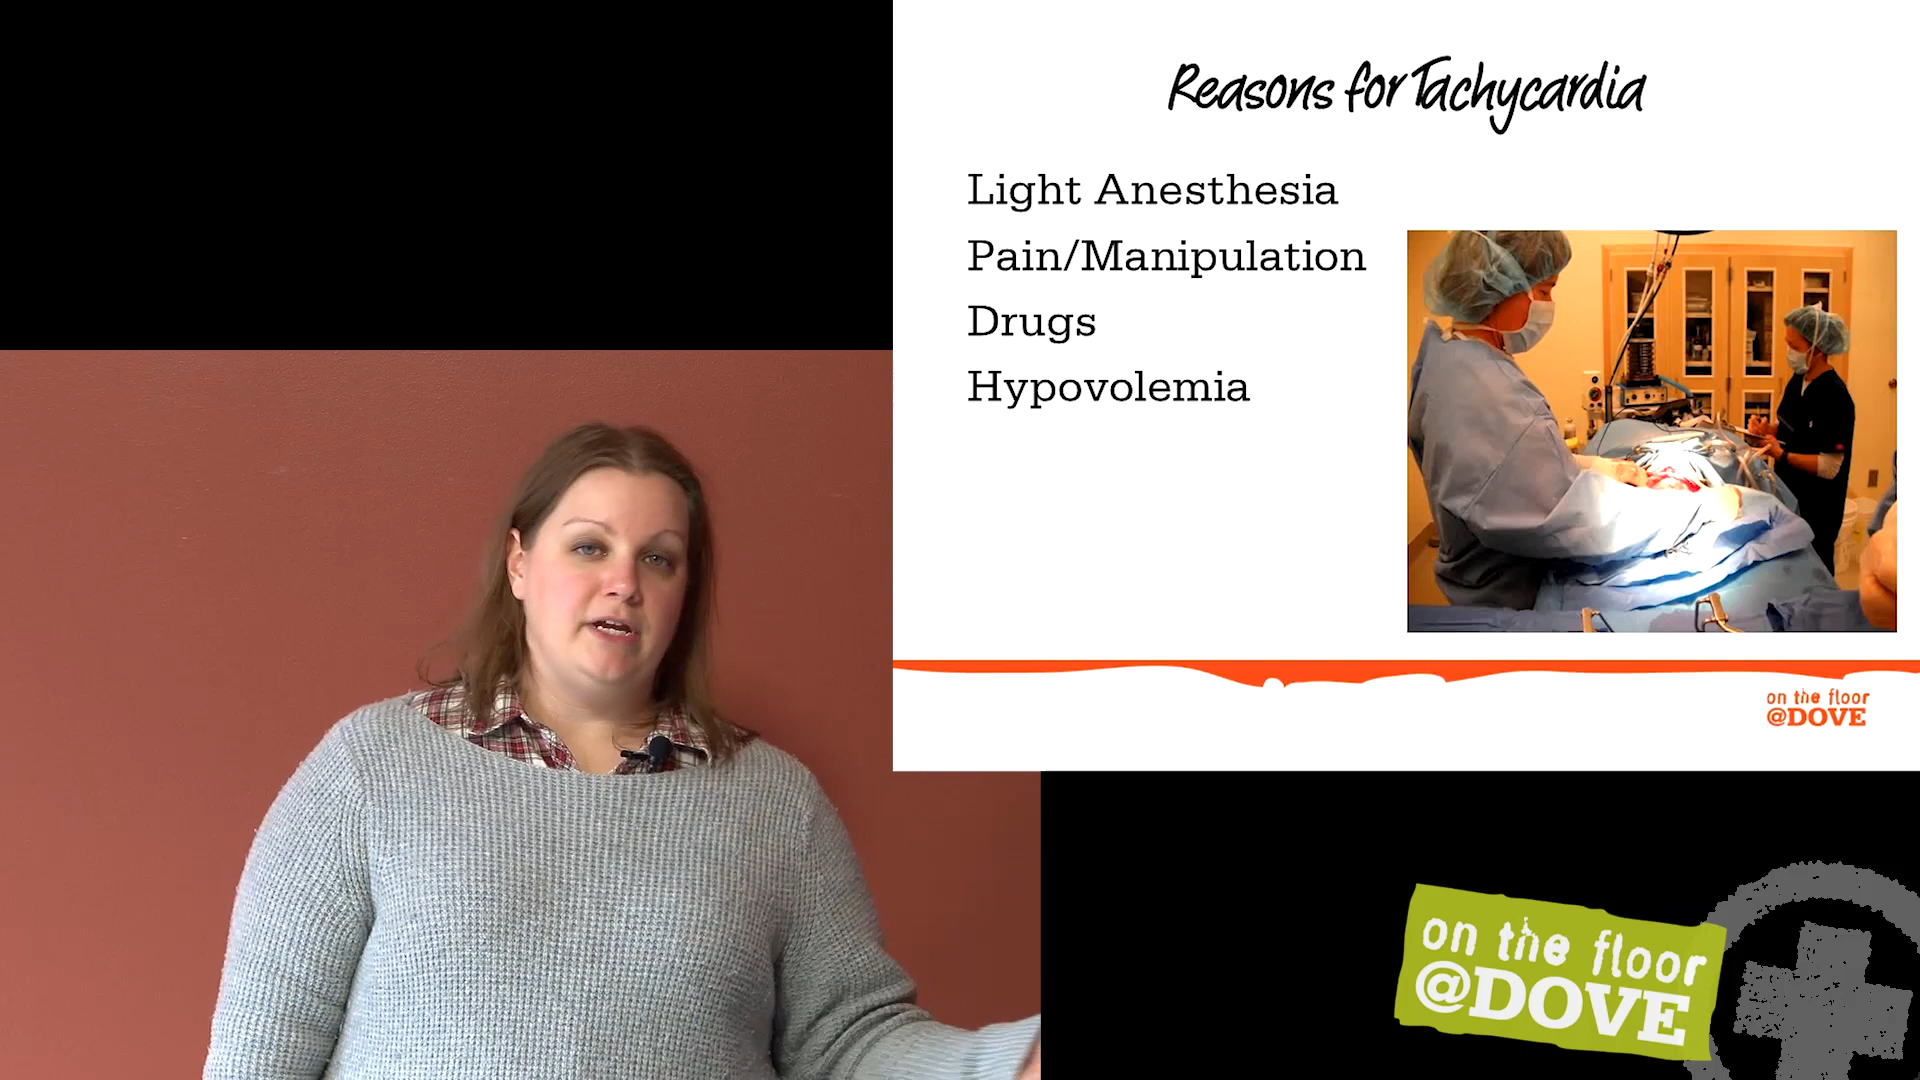 Reasons for Tachycardia
Light Anesthesia
Pain/Manipulation
Drugs
Hypovolemia
on the floor
@DOVE
on the floor
@DOVE